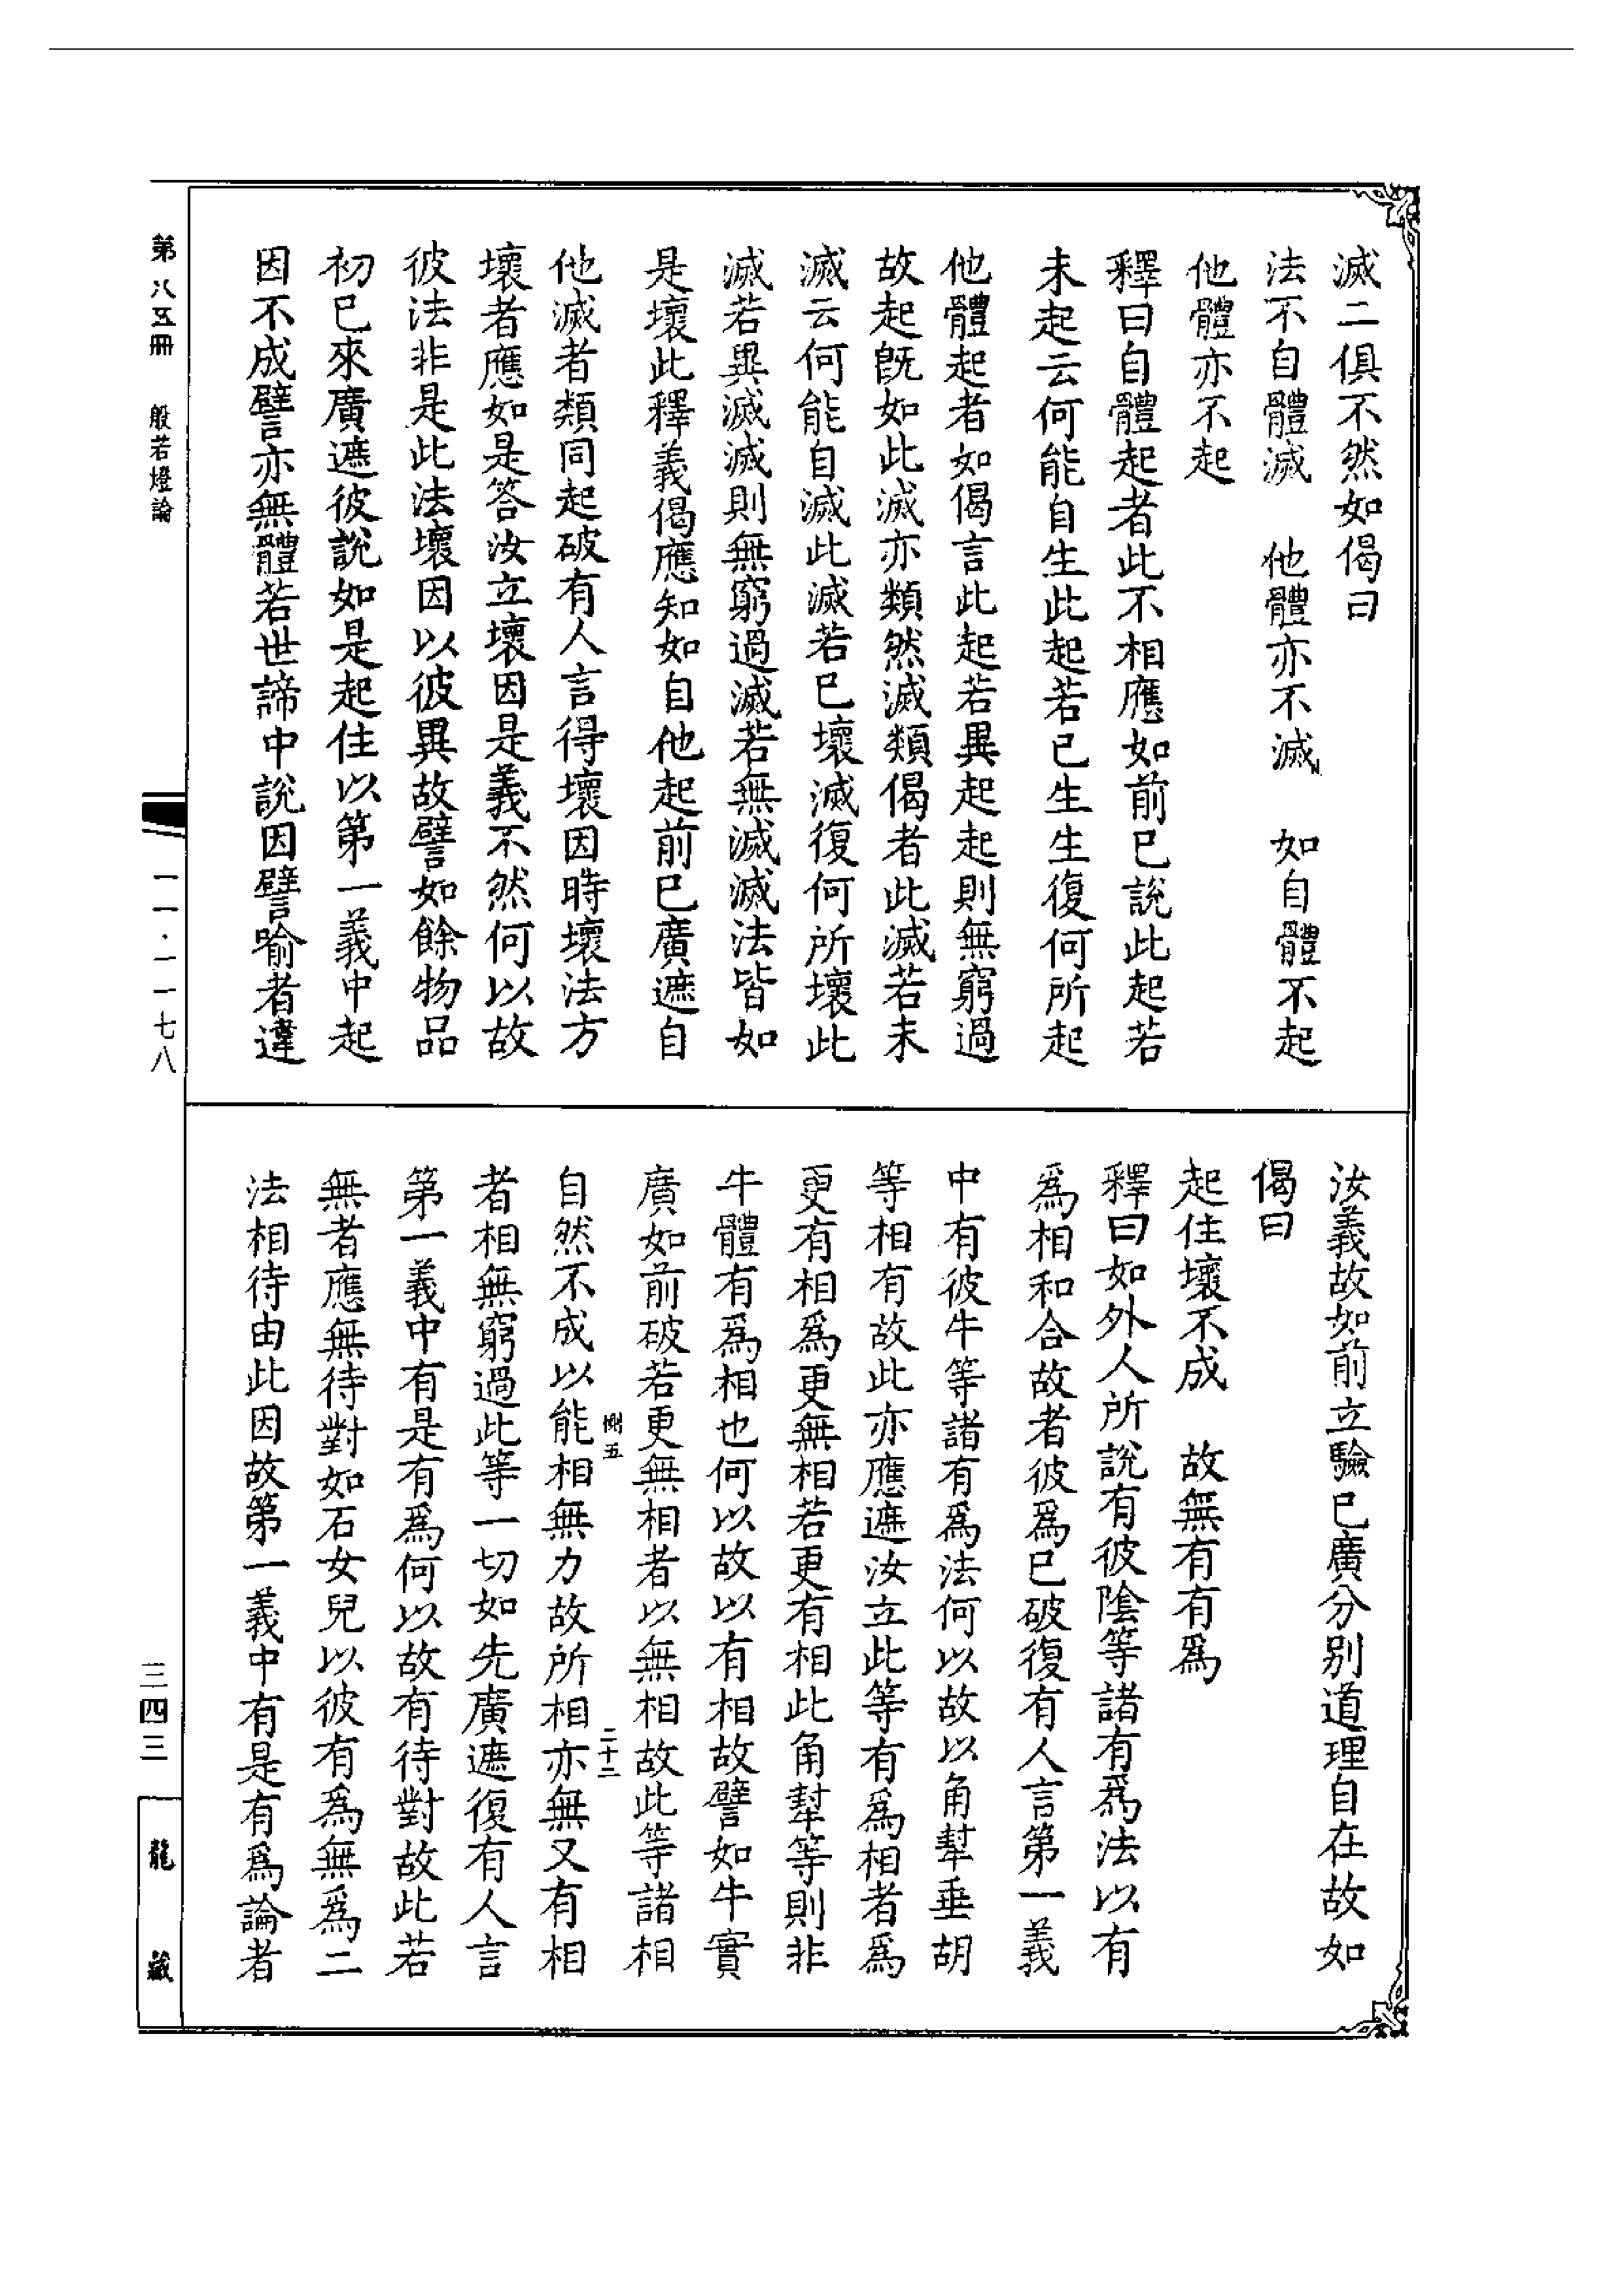 滅二俱不然如偈曰
法不自體滅　他體亦不滅　如自體不起
他體亦不起
釋曰自體起者此不相應如前已說此起若
未起云何能自生此起若已生生復何所起
他體起者如偈言此起若異起起則無窮過
故起旣如此滅亦類然滅類偈者此滅若未
滅云何能自滅此滅若已壞滅復何所壞此
滅若異滅滅則無窮過滅若無滅滅法皆如
是壞此釋義偈應知如自他起前已廣遮自
他滅者類同起破有人言得壞因時壞法方
壞者應如是答汝立壞因是義不然何以故
彼法非是此法壞因以彼異故譬如餘物品
初已來廣遮彼說如是起住以第一義中起
因不成譬亦無體若世諦中說因譬喻者違
汝義故如前立驗已廣分別道理自在故如
偈曰
起住壞不成　故無有有爲
釋曰如外人所說有彼陰等諸有爲法以有
爲相和合故者彼爲已破復有人言第一義
中有彼牛等諸有爲法何以故以角犎垂胡
等相有故此亦應遮汝立此等有爲相者爲
更有相爲更無相若更有相此角犎等則非
牛體有爲相也何以故以有相故譬如牛實
廣如前破若更無相者以無相故此等諸相
側五　二十二
自然不成以能相無力故所相亦無又有相
者相無窮過此等一切如先廣遮復有人言
第一義中有是有爲何以故有待對故此若
無者應無待對如石女兒以彼有爲無爲二
法相待由此因故第一義中有是有爲論者
第八五冊　般若燈論
一一·一一七八
三四三
龍藏